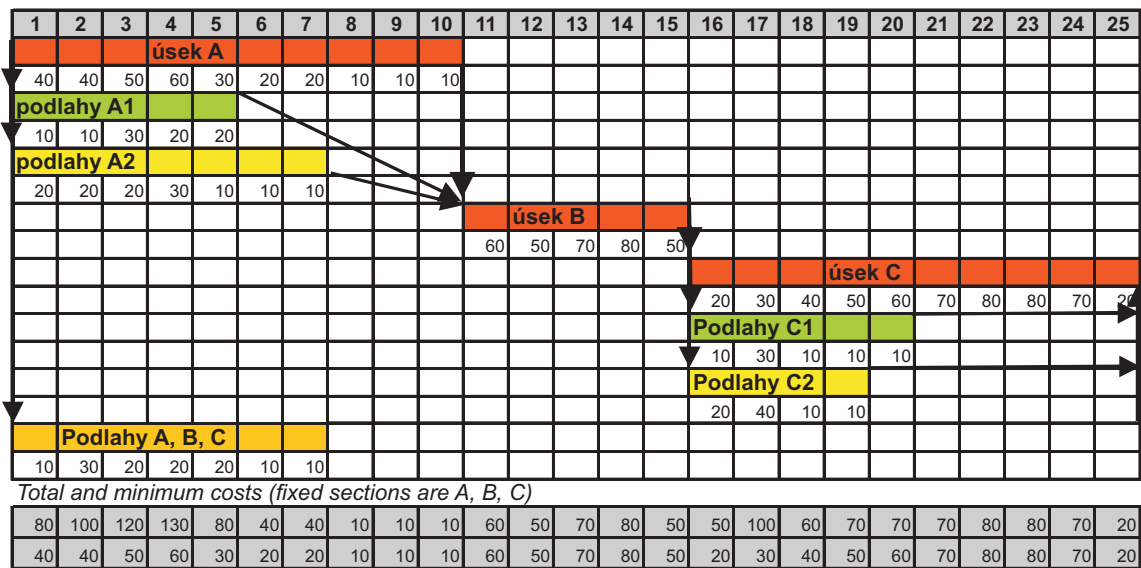 1 2 3 4 5 6 7 8 9 10 11 12 13 14 15 16 17 18 19 20 21 22 23 24 25
úsek A
40 40 50 60 30 20 20 10 10 10
podlahy A1
10 10 30 20 20
podlahy A2
20 20 20 30 10 10 10
úsek B
60 50 70 80 50
úsek C
20 30 40 50 60 70 80 80 70 20
Podlahy C1
10 30 10 10 10
Podlahy C2
20 40 10 10
Podlahy A, B, C
10 30 20 20 20 10 10
Total and minimum costs (fixed sections are A, B, C)
80 100 120 130 80 40 40 10 10 10 60 50 70 80 50 50 100 60 70 70 70 80 80 70 20
40 40 50 60 30 20 20 10 10 10 60 50 70 80 50 20 30 40 50 60 70 80 80 70 20